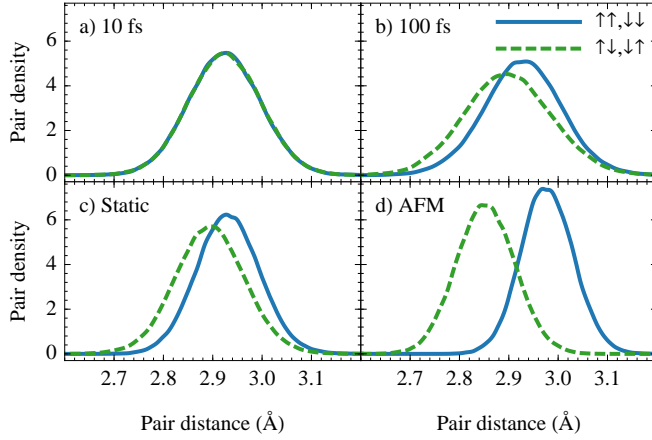 a) 10 fs
b) 100 fs
↑↑,↓↓
↑↓,↓↑
Pair density
6
4
2
0
c) Static
d) AFM
Pair density
6
4
2
0
2.7 2.8 2.9 3.0 3.1 2.7 2.8 2.9 3.0 3.1
Pair distance (Å) Pair distance (Å)